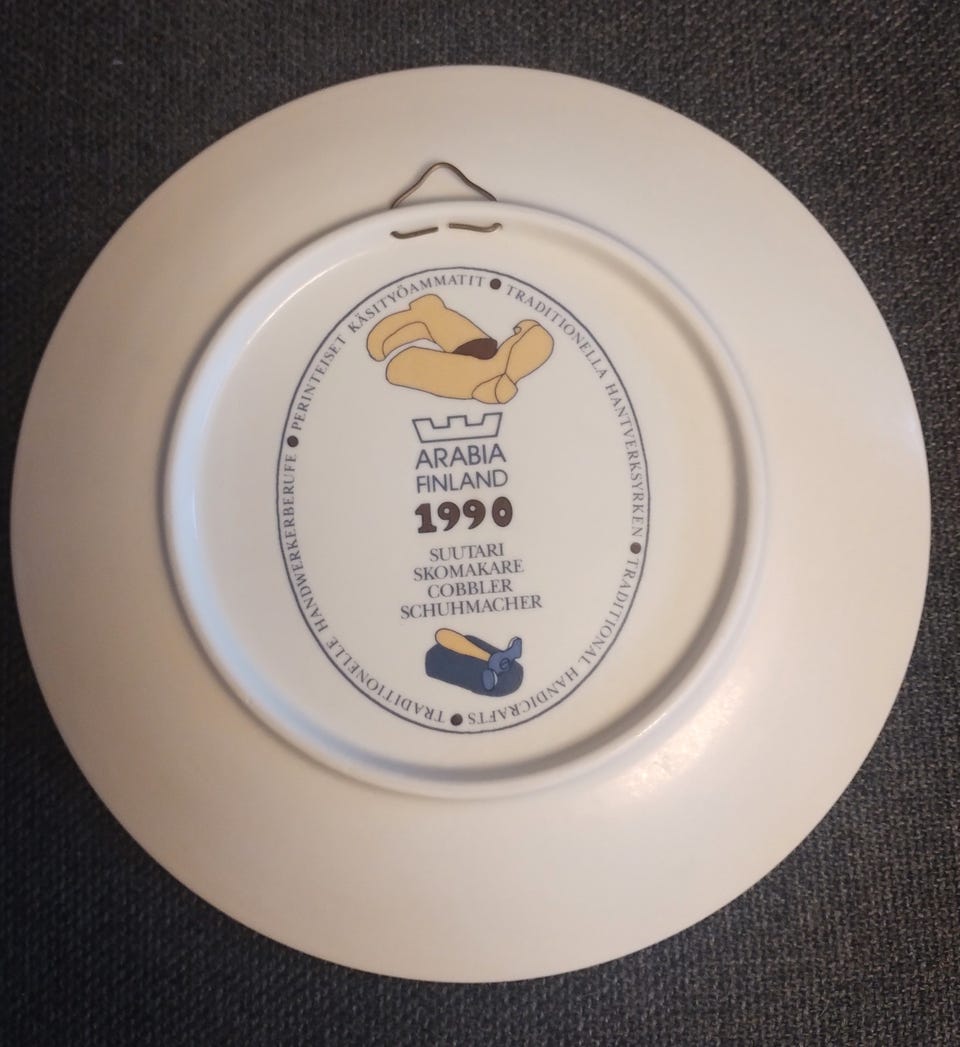 PERINTEISET KÄSITYÖAMMATIT ● TRADITIONELLA HANTVERKSYRKEN ● TRADITIONAL HANDICRAFTS ● TRADITIONELLE HANDWERKERBERUFE ●
ARABIA
FINLAND
1990
SUUTARI
SKOMAKARE
COBBLER
SCHUHMACHER